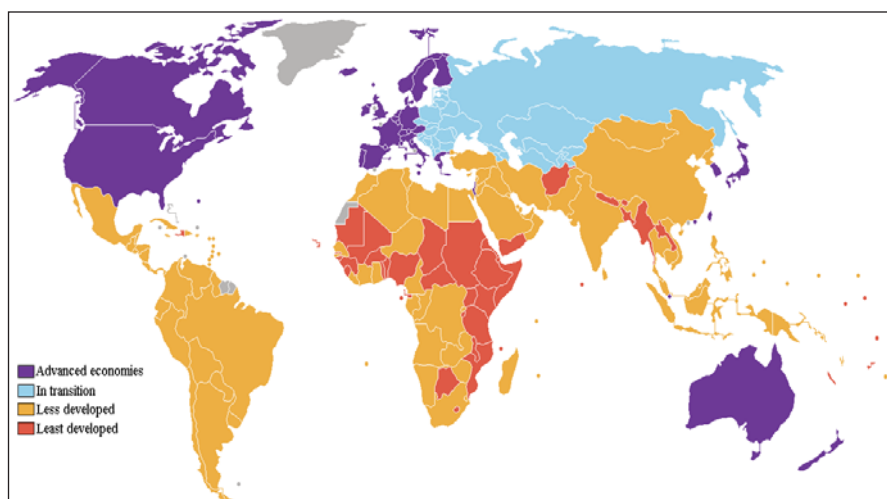 Advanced economies
In transition
Less developed
Least developed